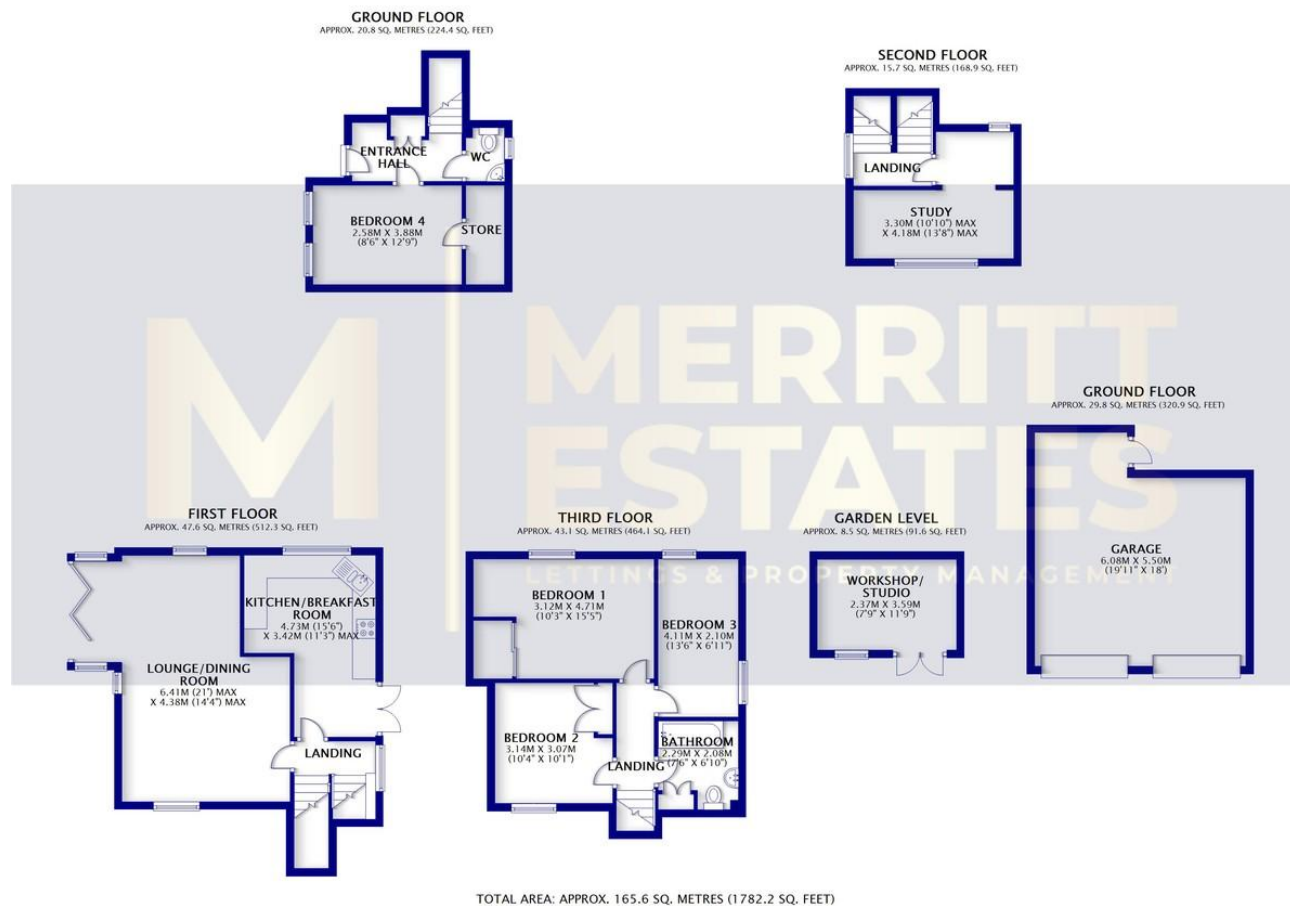 GROUND FLOOR
APPROX. 20.8 SQ. METRES (224.4 SQ. FEET)
ENTRANCE
HALL
WC
BEDROOM 4
2.58M X 3.88M
(8'6" X 12'9")
STORE
SECOND FLOOR
APPROX. 15.7 SQ. METRES (168.9 SQ. FEET)
LANDING
STUDY
3.30M (10'10") MAX
X 4.18M (13'8") MAX
M
MERRITT
ESTATES
LETTINGS & PROPERTY MANAGEMENT
GROUND FLOOR
APPROX. 29.8 SQ. METRES (320.9 SQ. FEET)
GARAGE
6.08M X 5.50M
(19'11" X 18')
FIRST FLOOR
APPROX. 47.6 SQ. METRES (512.3 SQ. FEET)
KITCHEN/BREAKFAST
ROOM
4.73M (15'6")
X 3.42M (11'3") MAX
LOUNGE/DINING
ROOM
6.41M (21') MAX
X 4.38M (14'4") MAX
LANDING
THIRD FLOOR
APPROX. 43.1 SQ. METRES (464.1 SQ. FEET)
BEDROOM 1
3.12M X 4.71M
(10'3" X 15'5")
BEDROOM 3
4.11M X 2.10M
(13'6" X 6'11")
BEDROOM 2
3.14M X 3.07M
(10'4" X 10'1")
LANDING
BATHROOM
2.29M X 2.08M
(7'6" X 6'10")
GARDEN LEVEL
APPROX. 8.5 SQ. METRES (91.6 SQ. FEET)
WORKSHOP/
STUDIO
2.37M X 3.59M
(7'9" X 11'9")
TOTAL AREA: APPROX. 165.6 SQ. METRES (1782.2 SQ. FEET)